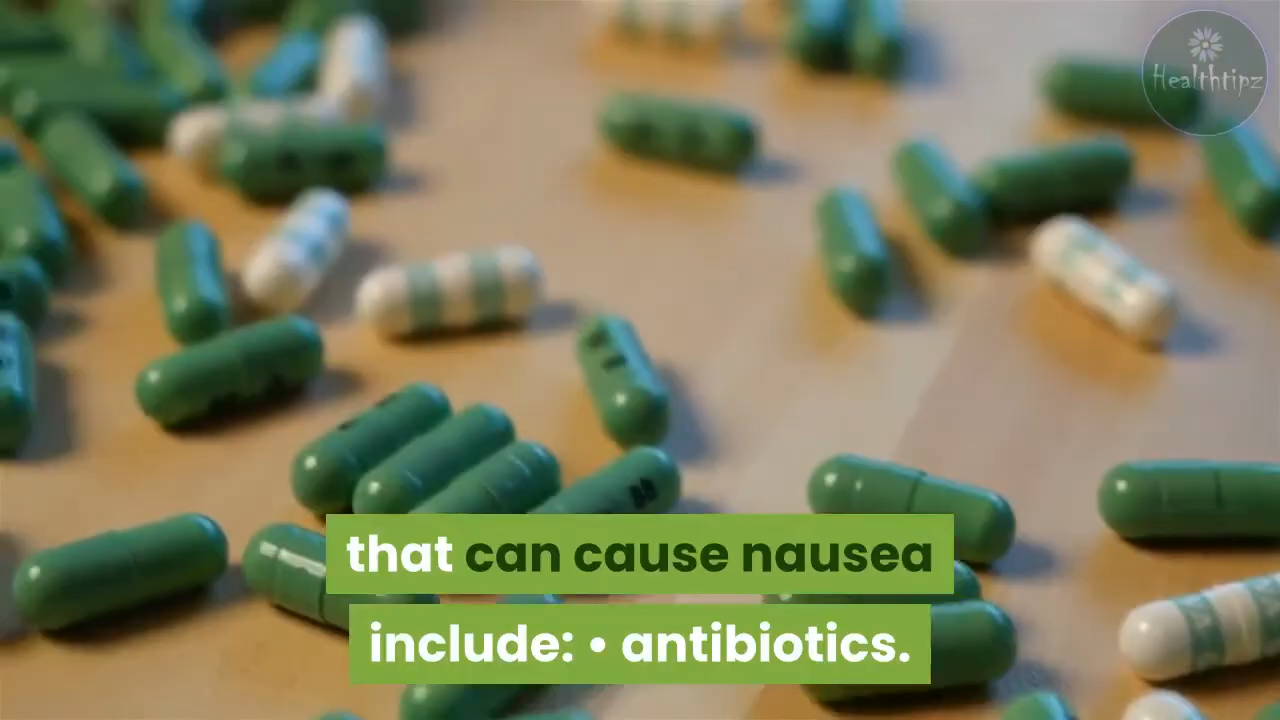 Healthtipz
that can cause nausea
include: • antibiotics.